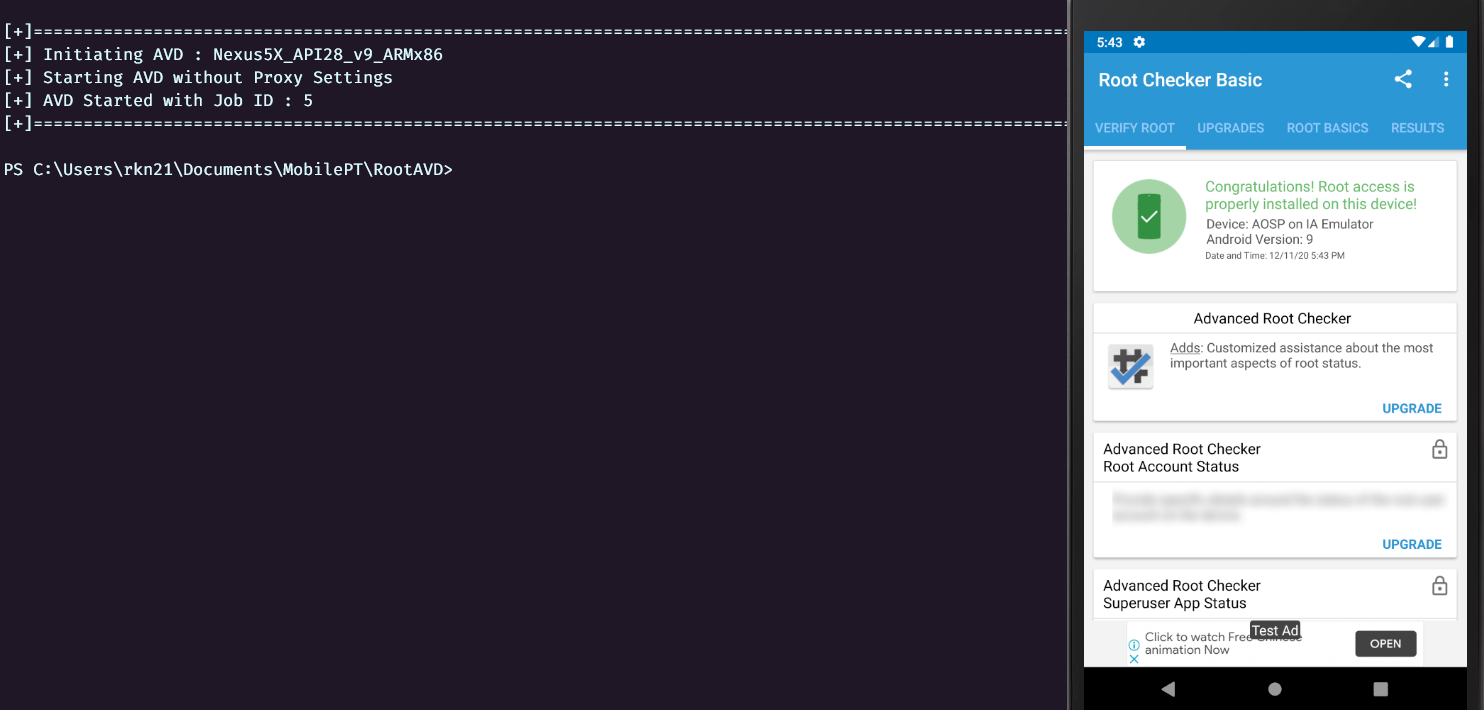 [+]========================================================================================================
[+] Initiating AVD : Nexus5X_API28_v9_ARMx86
[+] Starting AVD without Proxy Settings
[+] AVD Started with Job ID : 5
[+]========================================================================================================
PS C:\Users\rkn21\Documents\MobilePT\RootAVD>
5:43
Root Checker Basic
VERIFY ROOT UPGRADES ROOT BASICS RESULTS
Congratulations! Root access is
properly installed on this device!
Device: AOSP on IA Emulator
Android Version: 9
Date and Time: 12/11/20 5:43 PM
Advanced Root Checker
Adds: Customized assistance about the most
important aspects of root status.
UPGRADE
Advanced Root Checker
Root Account Status
UPGRADE
Advanced Root Checker
Superuser App Status
Test Ad
Click to watch Free Chinese
animation Now
OPEN